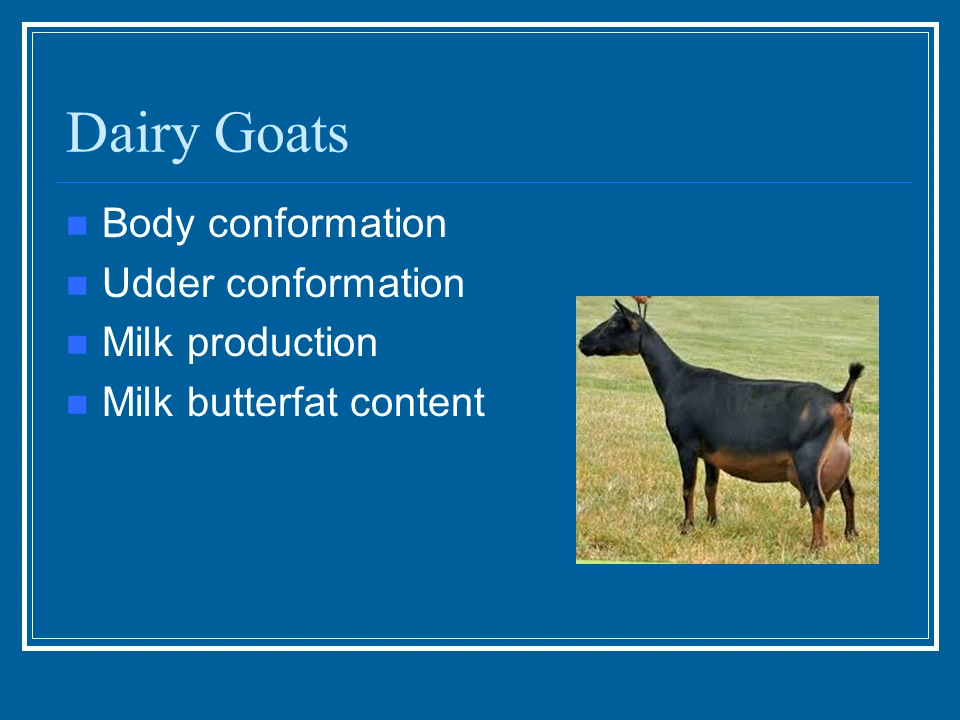 Dairy Goats
Body conformation
Udder conformation
Milk production
Milk butterfat content